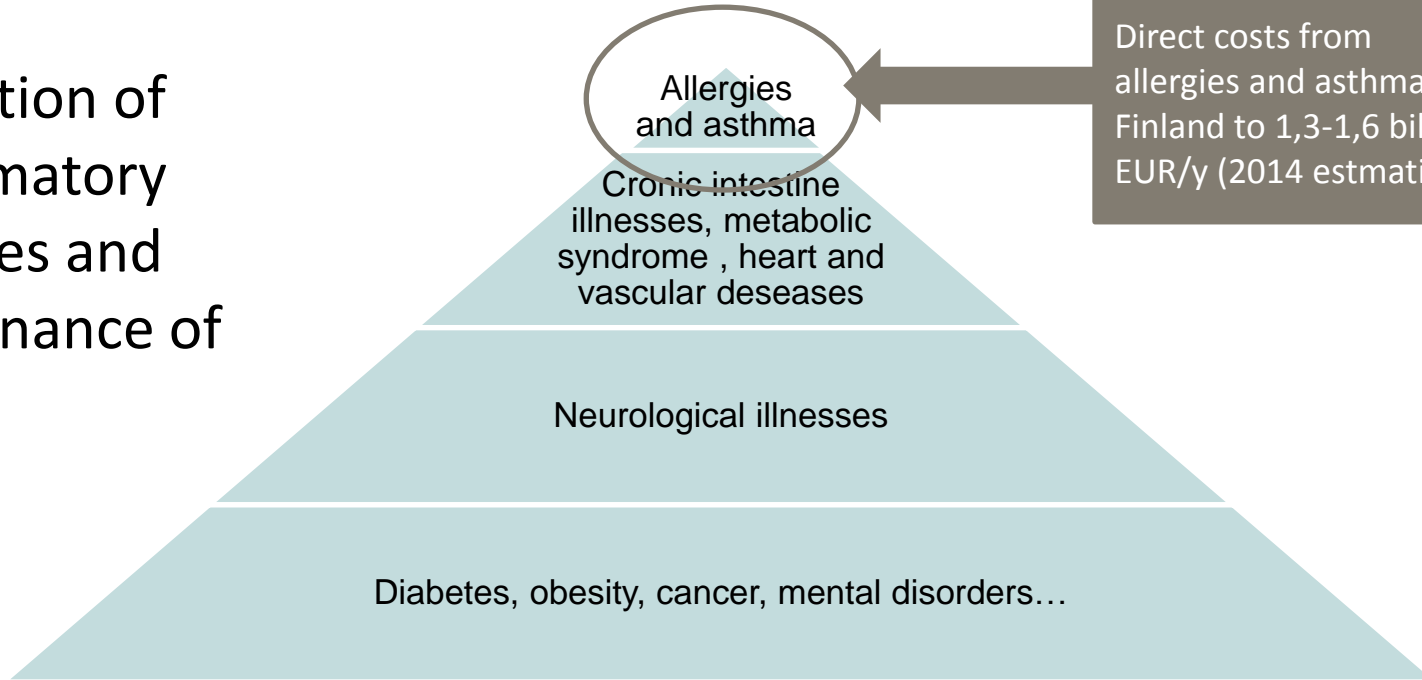 tion of
matory
es and
nance of
Allergies
and asthma
Cronic intestine
illnesses, metabolic
syndrome , heart and
vascular deseases
Neurological illnesses
Diabetes, obesity, cancer, mental disorders…
Direct costs from
allergies and asthma
Finland to 1,3-1,6 bil
EUR/y (2014 estmati